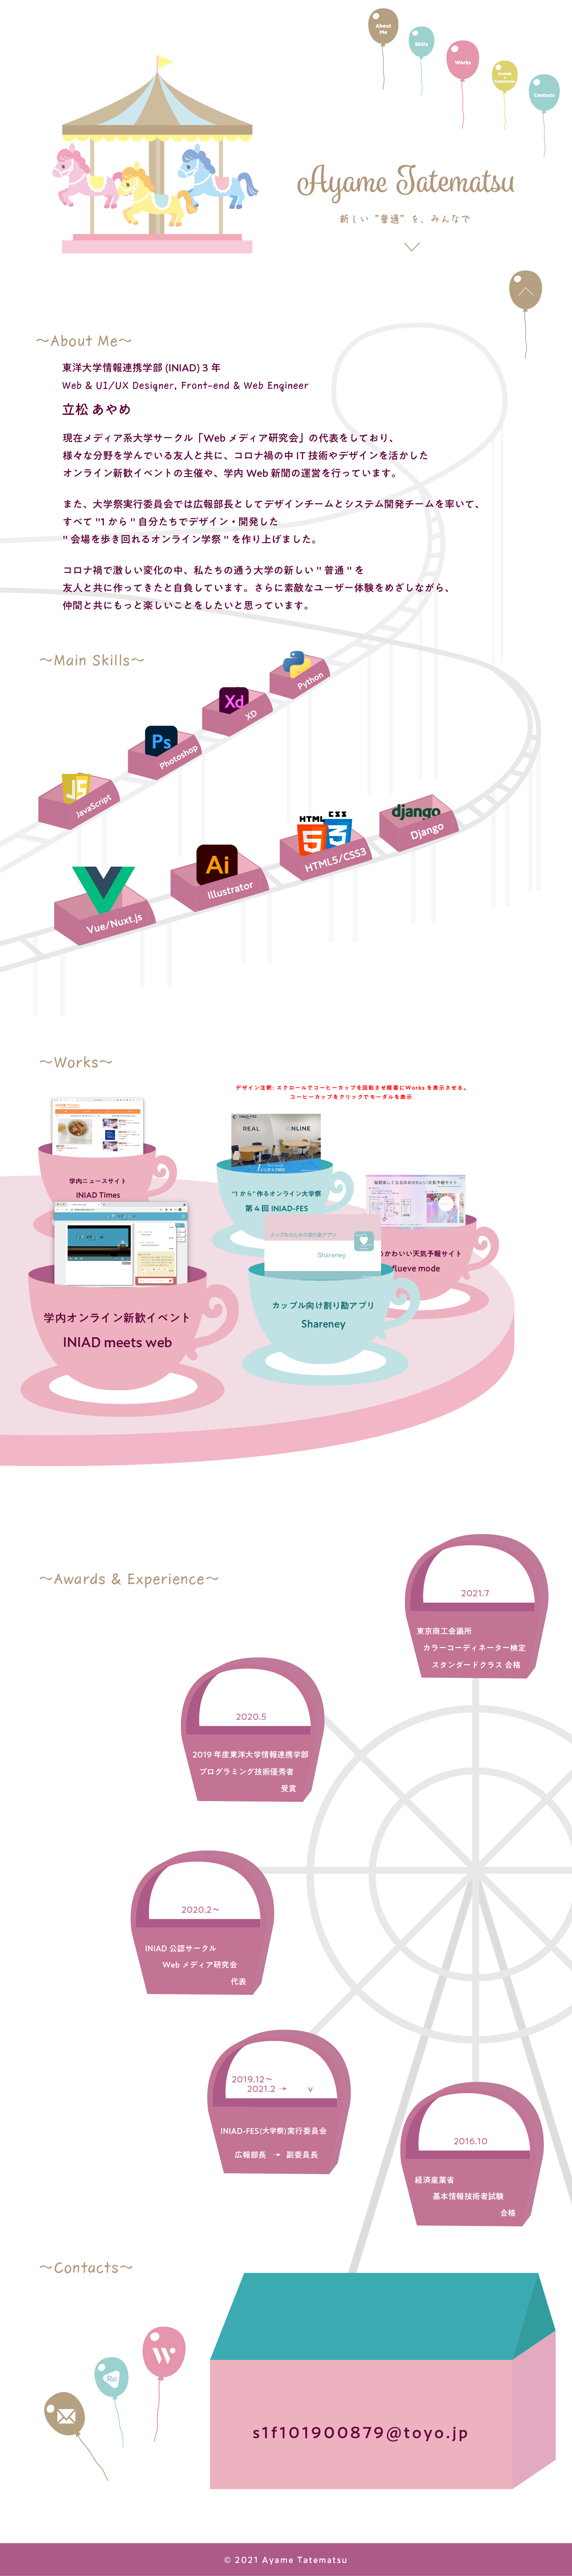 About
Me
Skills
Works
Awards
&
Experience
Contacts
Ayame Tatematsu
新しい "普通" を、みんなで
～About Me～
東洋大学情報連携学部 (INIAD) 3 年
Web & UI/UX Designer, Front-end & Web Engineer
立松 あやめ
現在メディア系大学サークル「Web メディア研究会」の代表をしており、
様々な分野を学んでいる友人と共に、コロナ禍の中 IT 技術やデザインを活かした
オンライン新歓イベントの主催や、学内 Web 新聞の運営を行っています。
また、大学祭実行委員会では広報部長としてデザインチームとシステム開発チームを率いて、
すべて "1 から " 自分たちでデザイン・開発した
" 会場を歩き回れるオンライン学祭 " を作り上げました。
コロナ禍で激しい変化の中、私たちの通う大学の新しい " 普通 " を
友人と共に作ってきたと自負しています。さらに素敵なユーザー体験をめざしながら、
仲間と共にもっと楽しいことをしたいと思っています。
～Main Skills～
Python
Xd
XD
Ps
Photoshop
JS
JavaScript
django
Django
HTML
CSS
5
3
HTML5/CSS3
Ai
Illustrator
Vue/Nuxt.js
～Works～
デザイン注釈: スクロールでコーヒーカップを回転させ順番にWorks を表示させる。
コーヒーカップをクリックでモーダルを表示
INIAD TIMES
学内ニュースサイト
INIAD Times
REAL
ONLINE
"1 から" 作るオンライン大学祭
第 4 回 INIAD-FES
めかわいい天気予報サイト
flueve mode
カップルのための割り勘アプリ
Shareney
カップル向け割り勘アプリ
Shareney
学内オンライン新歓イベント
INIAD meets web
～Awards & Experience～
2021.7
東京商工会議所
カラーコーディネーター検定
スタンダードクラス 合格
2020.5
2019 年度東洋大学情報連携学部
プログラミング技術優秀者
受賞
2020.2～
INIAD 公認サークル
Web メディア研究会
代表
2019.12～
2021.2 → v
INIAD-FES(大学祭)実行委員会
広報部長 → 副委員長
2016.10
経済産業省
基本情報技術者試験
合格
～Contacts～
W
Re
s1f101900879@toyo.jp
© 2021 Ayame Tatematsu